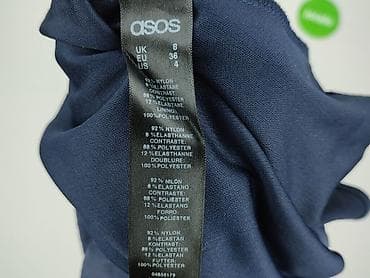 asos
UK 8
EU 36
US 4
92% NYLON
8% ELASTANE
CONTRAST:
88% POLYESTER
12% ELASTANE
LINING:
100% POLYESTER
92% NYLON
8% ELASTHANNE
CONTRASTE:
88% POLYESTER
12% ELASTHANNE
DOUBLURE:
100% POLYESTER
92% NILON
8% ELASTANO
CONTRASTE:
88% POLIESTER
12% ELASTANO
FORRO:
100% POLIESTER
92% NYLON
8% ELASTAN
KONTRAST:
88% POLYESTER
12% ELASTAN
FUTTER:
100% POLYESTER